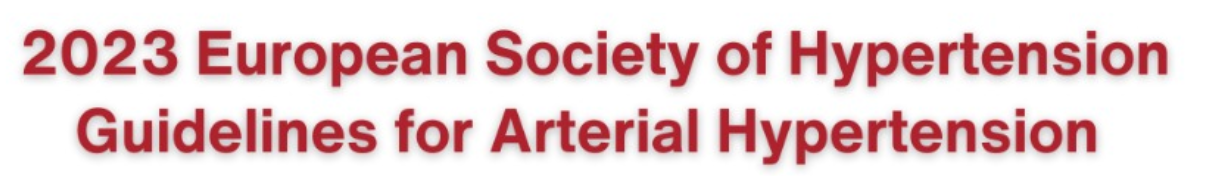 2023 European Society of Hypertension
Guidelines for Arterial Hypertension